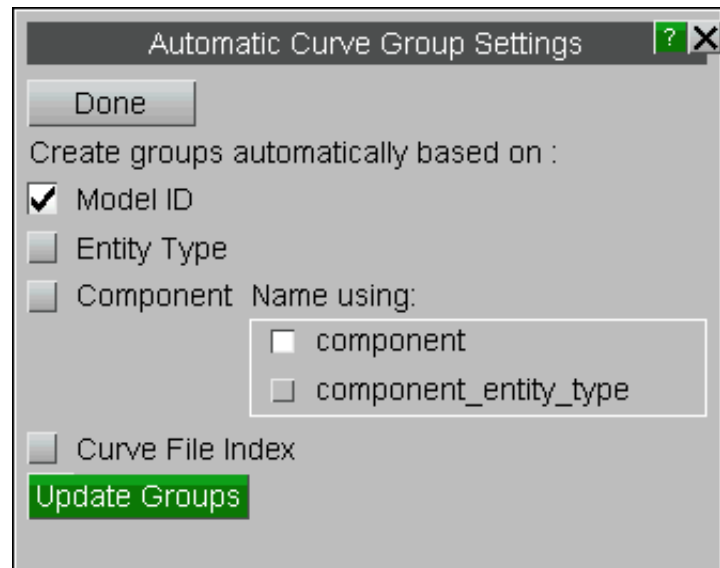 Automatic Curve Group Settings ? X
Done
Create groups automatically based on :
Model ID
Entity Type
Component Name using:
component
component_entity_type
Curve File Index
Update Groups